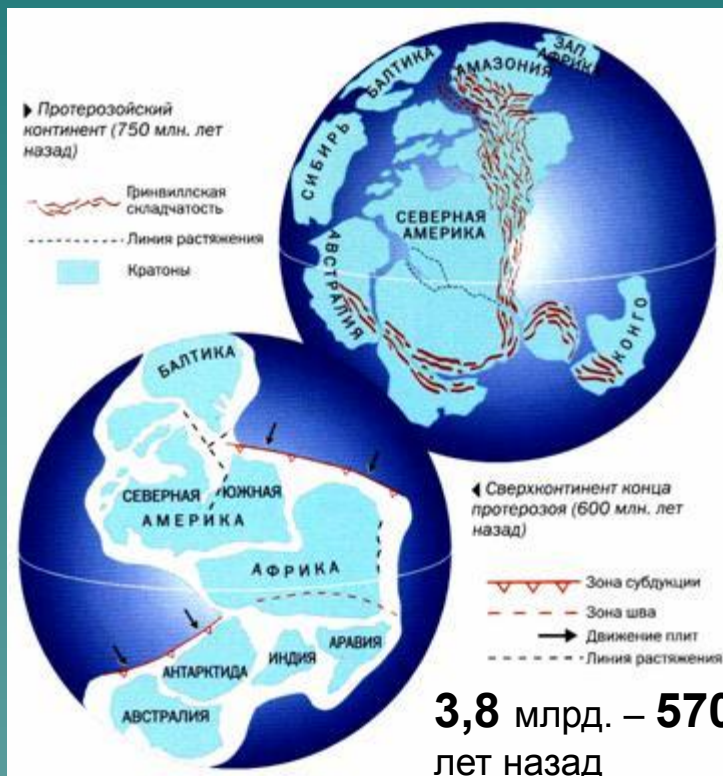 БАЛТИКА
АМАЗОНИЯ
ЗАП.
АФРИКА
Протерозойский
континент (750 млн. лет
назад)
СИБИРЬ
Гринвиллская
складчатость
СЕВЕРНАЯ
АМЕРИКА
Линия растяжения
Кратоны
АВСТРАЛИЯ
КОНГО
БАЛТИКА
СЕВЕРНАЯ ЮЖНАЯ
АМЕРИКА
Сверхконтинент конца
протерозоя (600 млн. лет
назад)
АФРИКА
Зона субдукции
Зона шва
Движение плит
Линия растяжения
АРАВИЯ
ИНДИЯ
АНТАРКТИДА
АВСТРАЛИЯ
3,8 млрд. – 570
лет назад